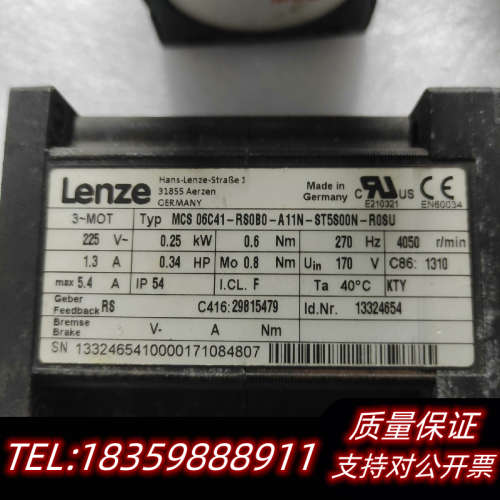 Lenze
Hans-Lenze-Straße 1
31855 Aerzen
GERMANY
Made in
Germany
C UR US
E210321
CE
EN60034
3~MOT Typ MCS 06C41-RS0B0-A11N-ST5S00N-R0SU
225 V~ 0.25 kW 0.6 Nm 270 Hz 4050 r/min
1.3 A 0.34 HP Mo 0.8 Nm Uin 170 V C86: 1310
max 5.4 A IP 54 I.CL. F Ta 40°C KTY
Geber
Feedback RS C416:29815479 Id.Nr. 13324654
Bremse
Brake V- A Nm
SN 1332465410000171084807
TEL:18359888911
质量保证
支持对公开票